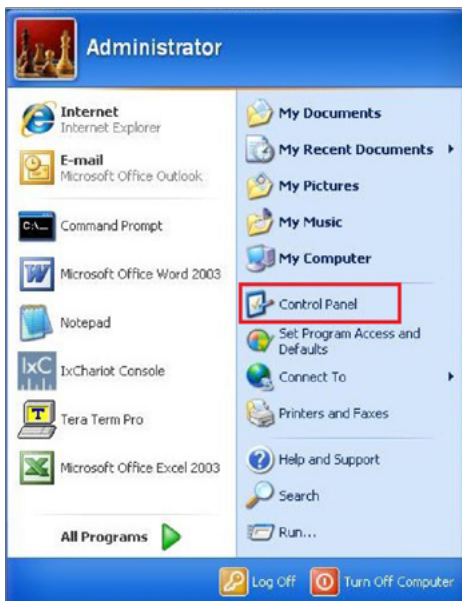 Administrator
Internet
Internet Explorer
E-mail
Microsoft Office Outlook
C:\_
Command Prompt
Microsoft Office Word 2003
Notepad
IxC
IxChariot Console
T
Tera Term Pro
Microsoft Office Excel 2003
All Programs
My Documents
My Recent Documents
My Pictures
My Music
My Computer
Control Panel
Set Program Access and
Defaults
Connect To
Printers and Faxes
Help and Support
Search
Run...
Log Off
Turn Off Computer